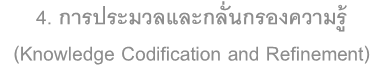 4. การประมวลและกลั่นกรองความรู้
(Knowledge Codification and Refinement)